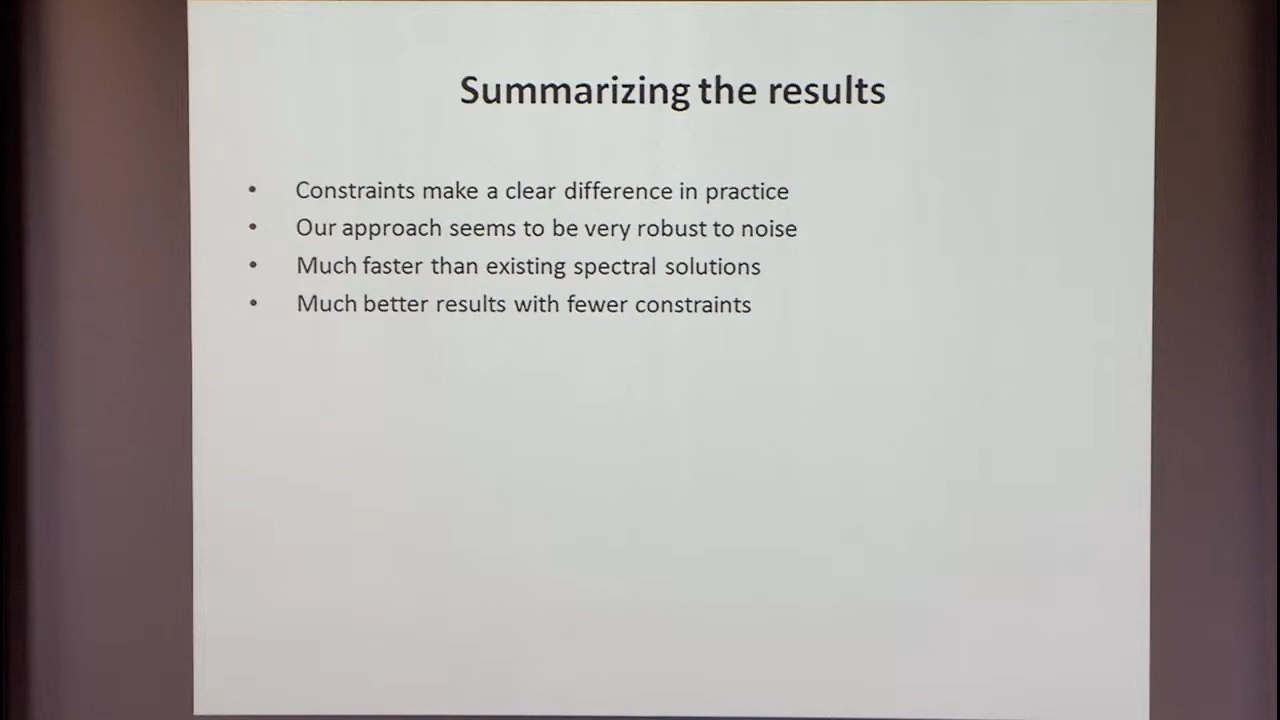 Summarizing the results
• Constraints make a clear difference in practice
• Our approach seems to be very robust to noise
• Much faster than existing spectral solutions
• Much better results with fewer constraints